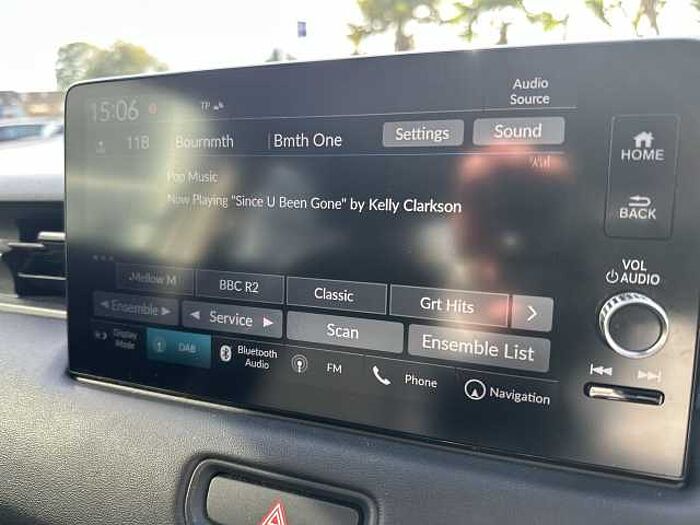 Audio
Source
15:06 TP
11B Bournmth Bmth One Settings Sound
HOME
Pop Music
Now Playing "Since U Been Gone" by Kelly Clarkson
BACK
VOL
AUDIO
Mellow M BBC R2 Classic Grt Hits >
◀ Ensemble ▶ ◀ Service ▶ Scan Ensemble List
Display
Mode
1 DAB
Bluetooth
Audio
FM Phone Navigation